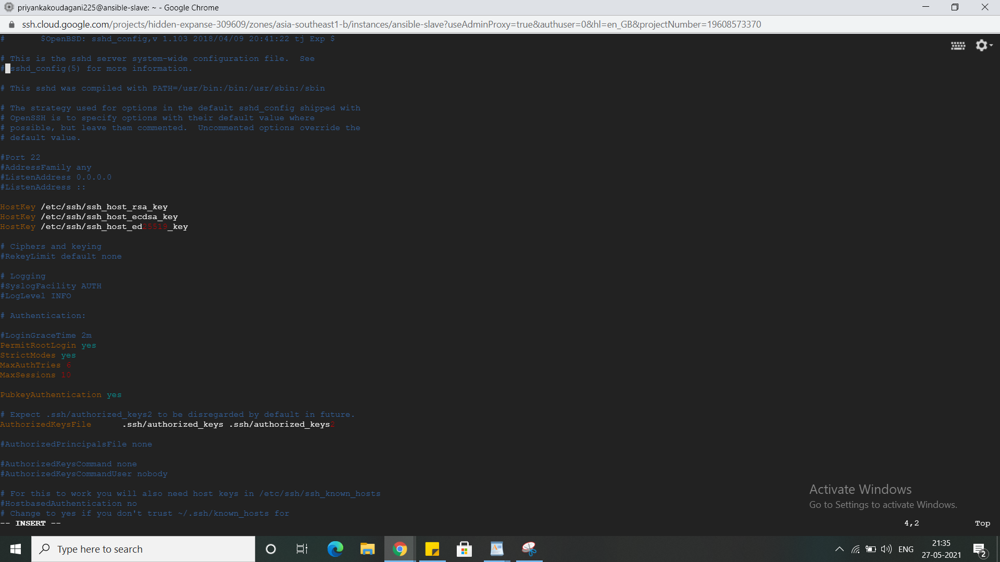 priyankakoudagani225@ansible-slave: ~ - Google Chrome
ssh.cloud.google.com/projects/hidden-expanse-309609/zones/asia-southeast1-b/instances/ansible-slave?useAdminProxy=true&authuser=0&hl=en_GB&projectNumber=19608573370
#       $OpenBSD: sshd_config,v 1.103 2018/04/09 20:41:22 tj Exp $
# This is the sshd server system-wide configuration file.  See
# sshd_config(5) for more information.
# This sshd was compiled with PATH=/usr/bin:/bin:/usr/sbin:/sbin
# The strategy used for options in the default sshd_config shipped with
# OpenSSH is to specify options with their default value where
# possible, but leave them commented.  Uncommented options override the
# default value.
#Port 22
#AddressFamily any
#ListenAddress 0.0.0.0
#ListenAddress ::
HostKey /etc/ssh/ssh_host_rsa_key
HostKey /etc/ssh/ssh_host_ecdsa_key
HostKey /etc/ssh/ssh_host_ed25519_key
# Ciphers and keying
#RekeyLimit default none
# Logging
#SyslogFacility AUTH
#LogLevel INFO
# Authentication:
#LoginGraceTime 2m
PermitRootLogin yes
StrictModes yes
MaxAuthTries 6
MaxSessions 10
PubkeyAuthentication yes
# Expect .ssh/authorized_keys2 to be disregarded by default in future.
AuthorizedKeysFile      .ssh/authorized_keys .ssh/authorized_keys2
#AuthorizedPrincipalsFile none
#AuthorizedKeysCommand none
#AuthorizedKeysCommandUser nobody
# For this to work you will also need host keys in /etc/ssh/ssh_known_hosts
#HostbasedAuthentication no
# Change to yes if you don't trust ~/.ssh/known_hosts for
-- INSERT --
4,2
Top
Activate Windows
Go to Settings to activate Windows.
Type here to search
ENG
21:35
27-05-2021
2